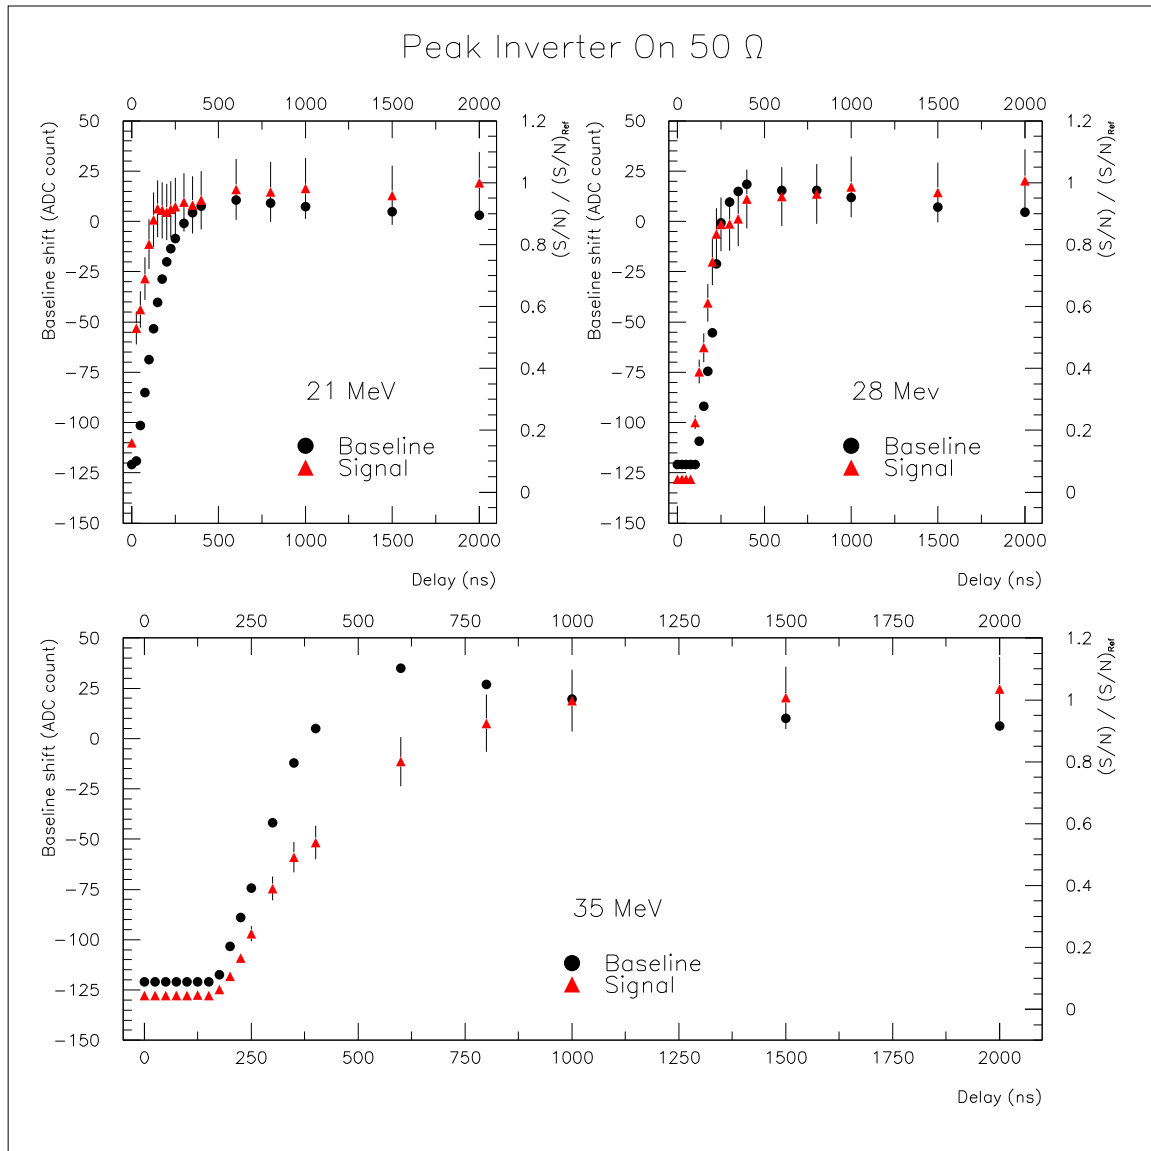 Peak Inverter On 50 Ω
0 500 1000 1500 2000
Baseline shift (ADC count)
50
25
0
−25
−50
−75
−100
−125
−150
1.2
1
0.8
0.6
0.4
0.2
0
(S/N) / (S/N)Ref
21 MeV
Baseline
Signal
0 500 1000 1500 2000
Delay (ns)
0 500 1000 1500 2000
Baseline shift (ADC count)
50
25
0
−25
−50
−75
−100
−125
−150
1.2
1
0.8
0.6
0.4
0.2
0
(S/N) / (S/N)Ref
28 Mev
Baseline
Signal
0 500 1000 1500 2000
Delay (ns)
0 250 500 750 1000 1250 1500 1750 2000
Baseline shift (ADC count)
50
25
0
−25
−50
−75
−100
−125
−150
1.2
1
0.8
0.6
0.4
0.2
0
(S/N) / (S/N)Ref
35 MeV
Baseline
Signal
0 250 500 750 1000 1250 1500 1750 2000
Delay (ns)